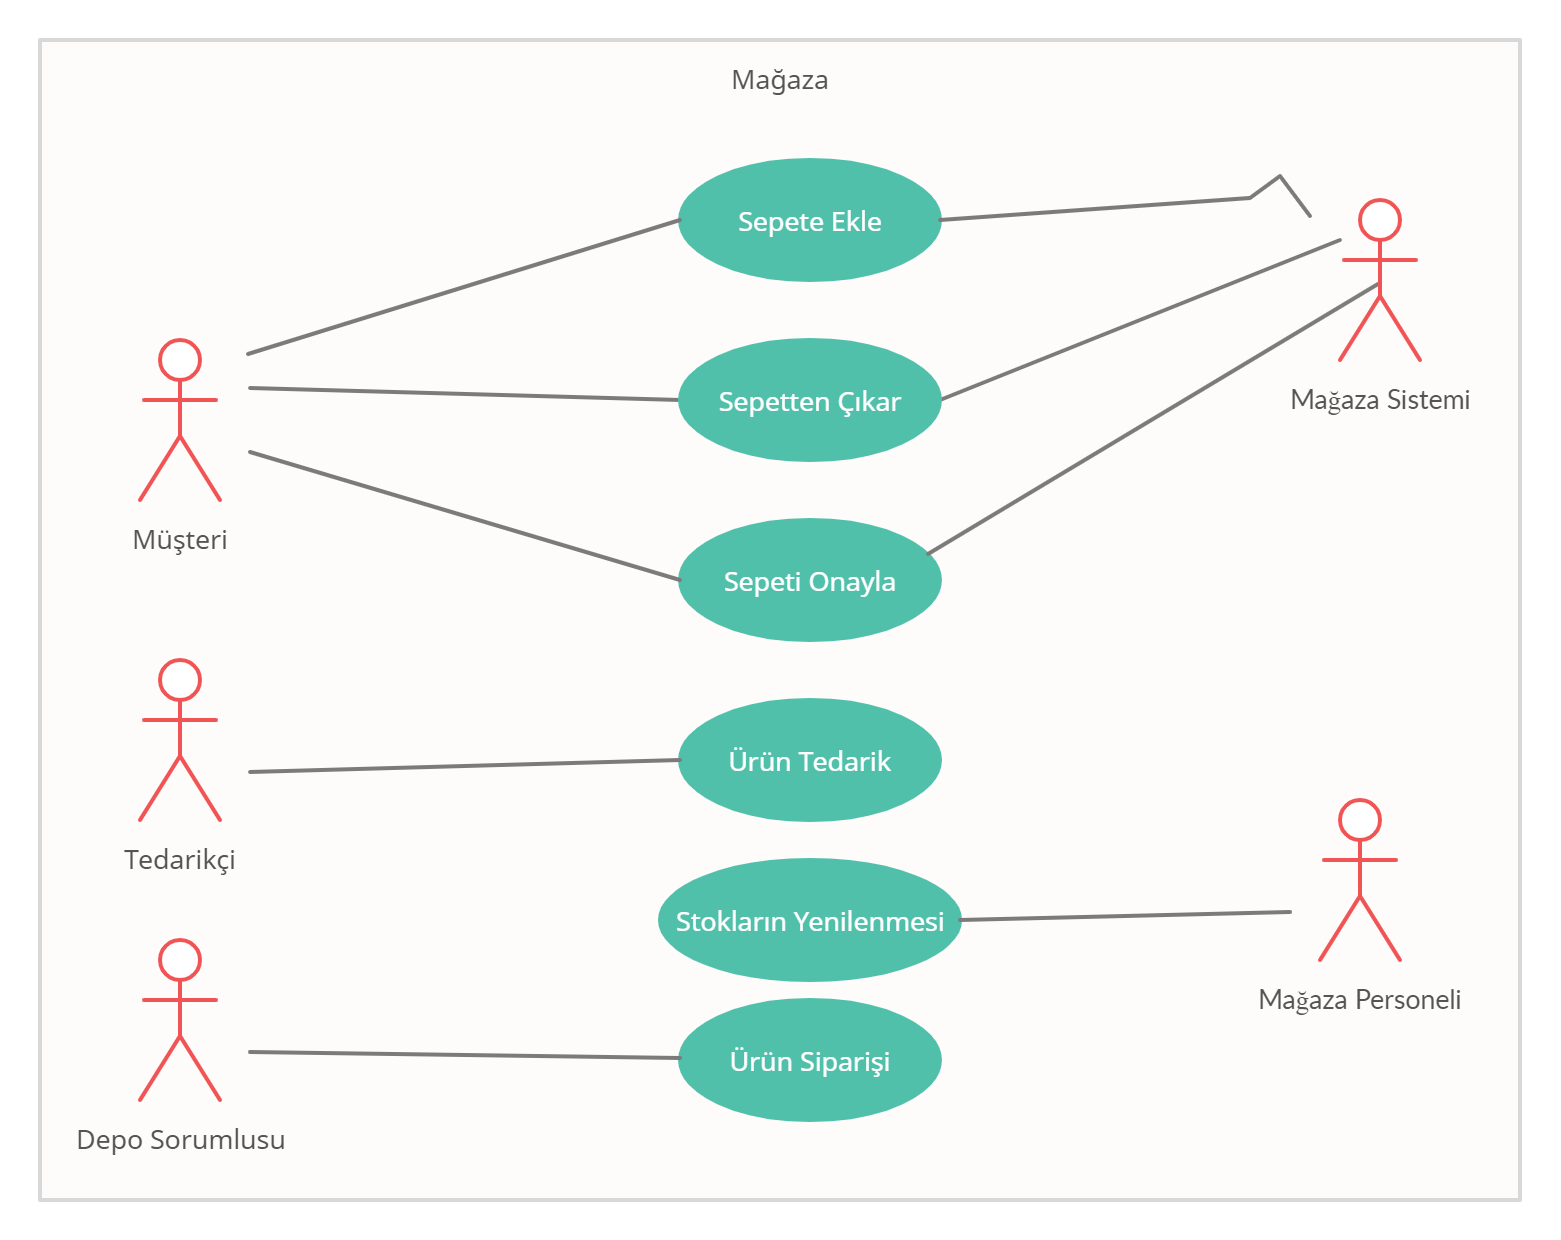 Mağaza
Sepete Ekle
Sepetten Çıkar
Mağaza Sistemi
Müşteri
Sepeti Onayla
Ürün Tedarik
Tedarikçi
Stokların Yenilenmesi
Mağaza Personeli
Ürün Siparişi
Depo Sorumlusu